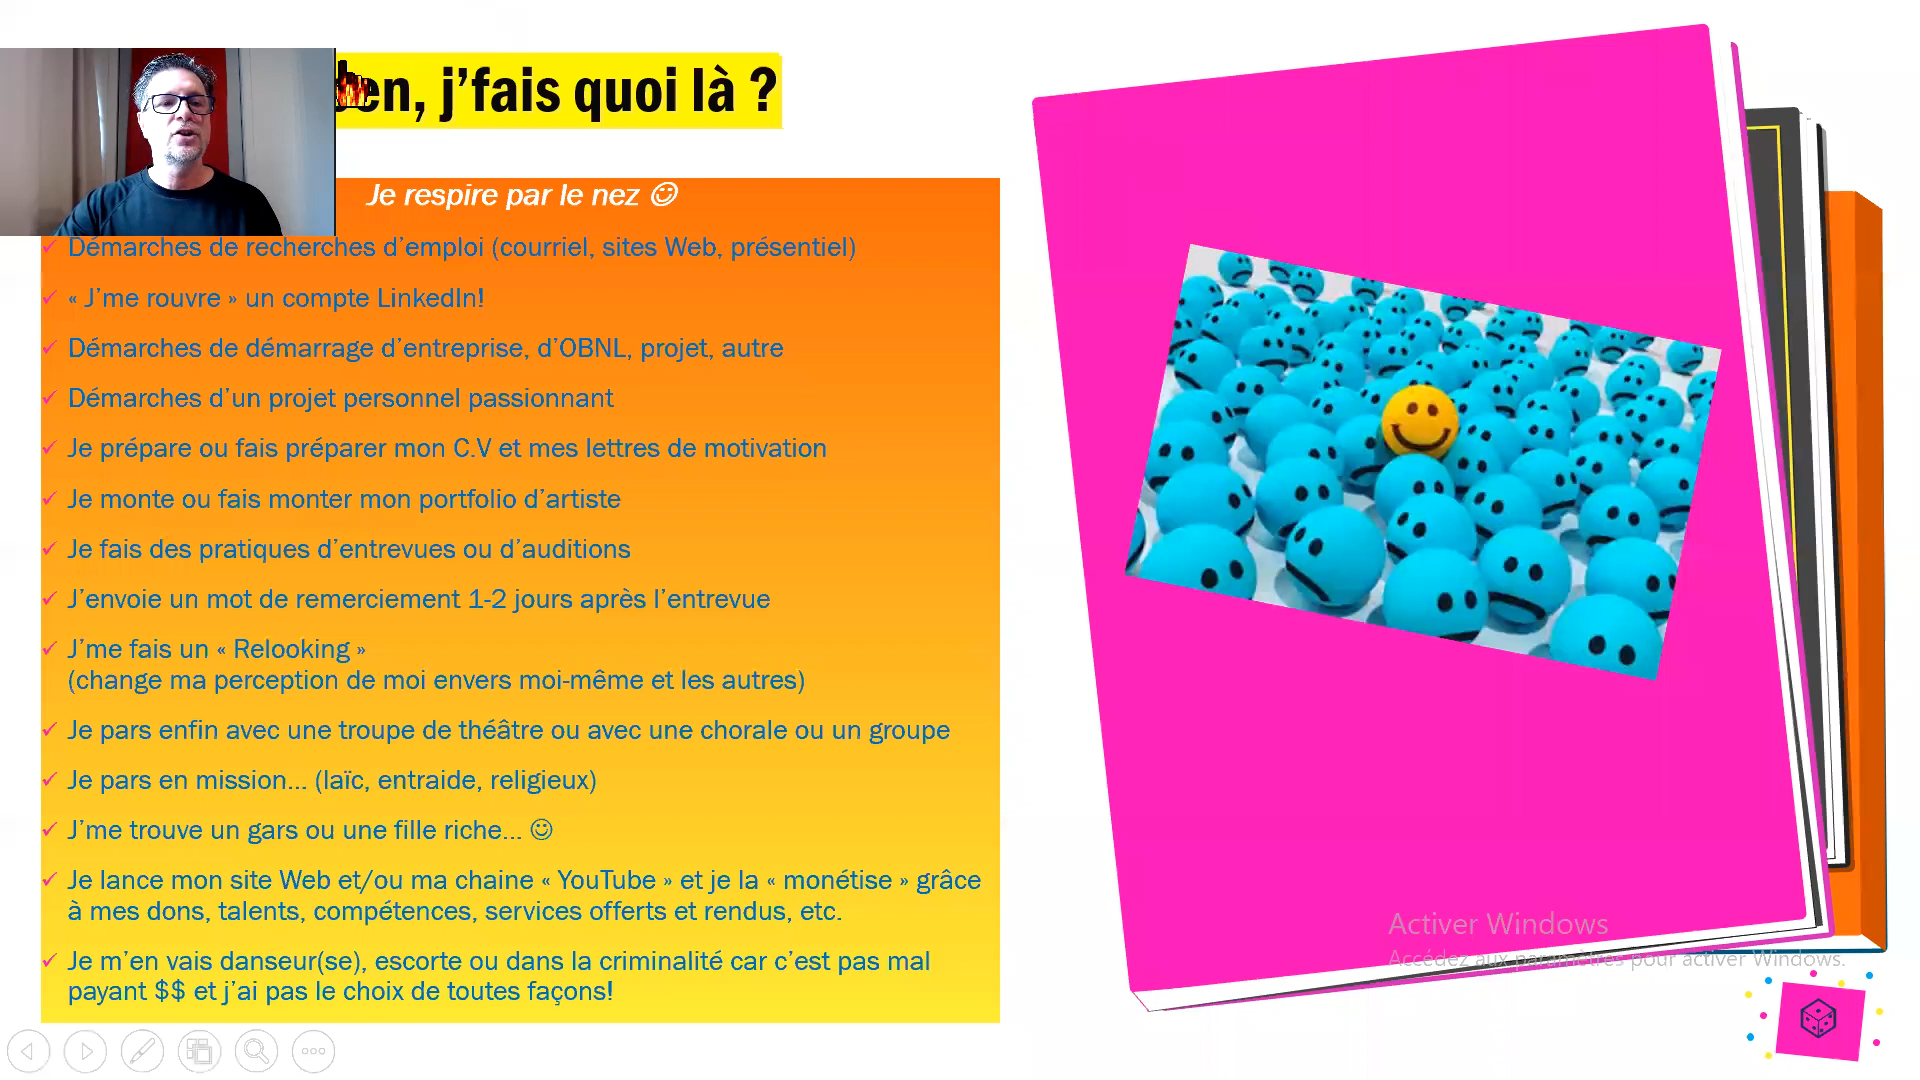 en, j’fais quoi là ?
Je respire par le nez ☺
Démarches de recherches d’emploi (courriel, sites Web, présentiel)
« J’me rouvre » un compte LinkedIn!
Démarches de démarrage d’entreprise, d’OBNL, projet, autre
Démarches d’un projet personnel passionnant
Je prépare ou fais préparer mon C.V et mes lettres de motivation
Je monte ou fais monter mon portfolio d’artiste
Je fais des pratiques d’entrevues ou d’auditions
J’envoie un mot de remerciement 1-2 jours après l’entrevue
J’me fais un « Relooking »
(change ma perception de moi envers moi-même et les autres)
Je pars enfin avec une troupe de théâtre ou avec une chorale ou un groupe
Je pars en mission... (laïc, entraide, religieux)
J’me trouve un gars ou une fille riche... ☺
Je lance mon site Web et/ou ma chaine « YouTube » et je la « monétise » grâce
à mes dons, talents, compétences, services offerts et rendus, etc.
Je m’en vais danseur(se), escorte ou dans la criminalité car c’est pas mal
payant $$ et j’ai pas le choix de toutes façons!
Activer Windows
Accédez aux paramètres pour activer Windows.